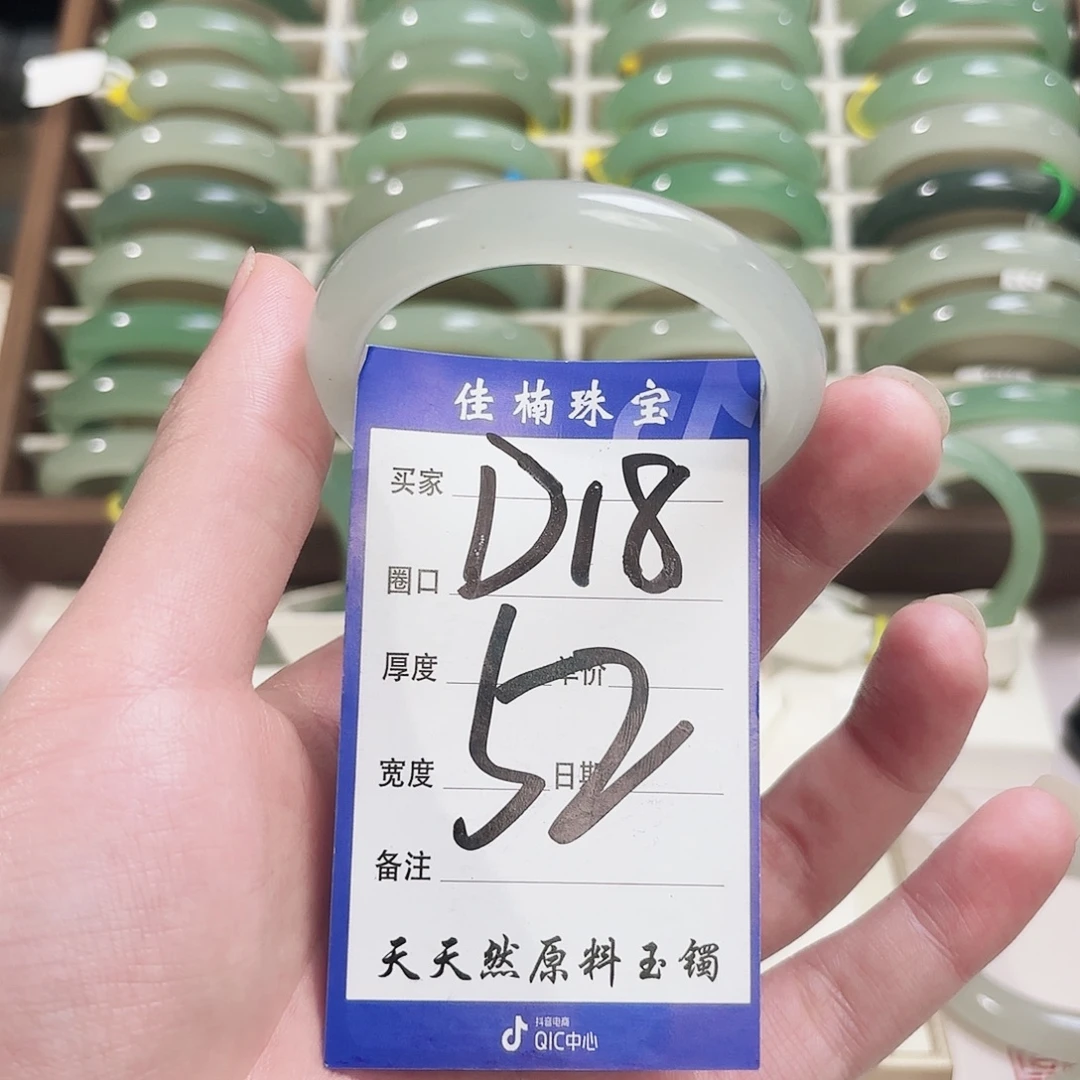 佳楠珠宝
买家 D18
圈口
厚度 单价
52
宽度 日期
备注
天天然原料玉镯
抖音电商
QIC中心